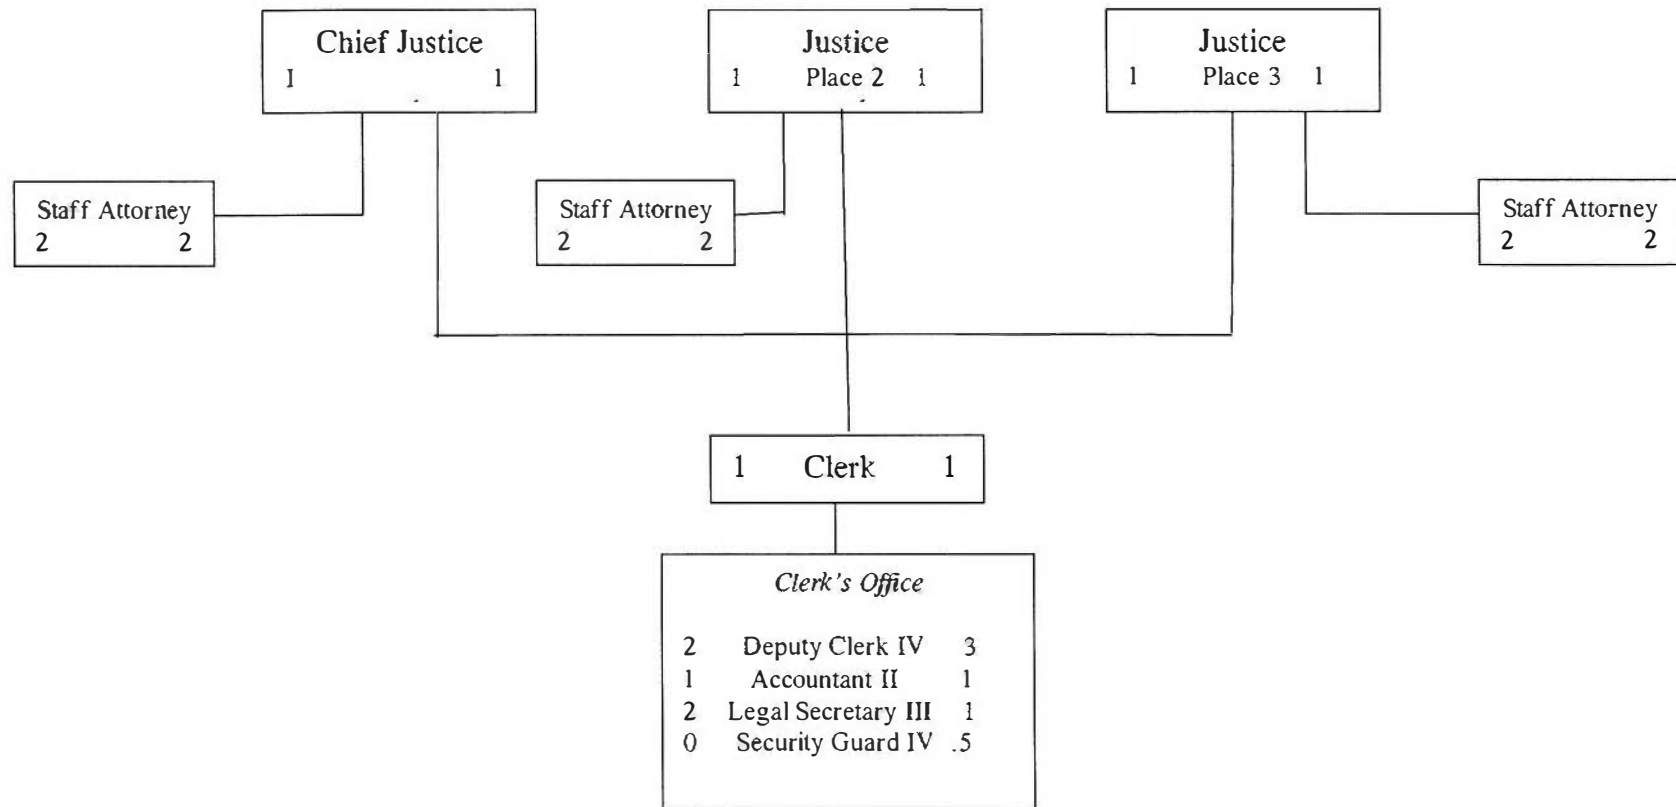 Chief Justice
1 1
Justice
1 Place 2 1
Justice
1 Place 3 1
Staff Attorney
2 2
Staff Attorney
2 2
Staff Attorney
2 2
1 Clerk 1
Clerk's Office
2 Deputy Clerk IV 3
1 Accountant II 1
2 Legal Secretary III 1
0 Security Guard IV .5